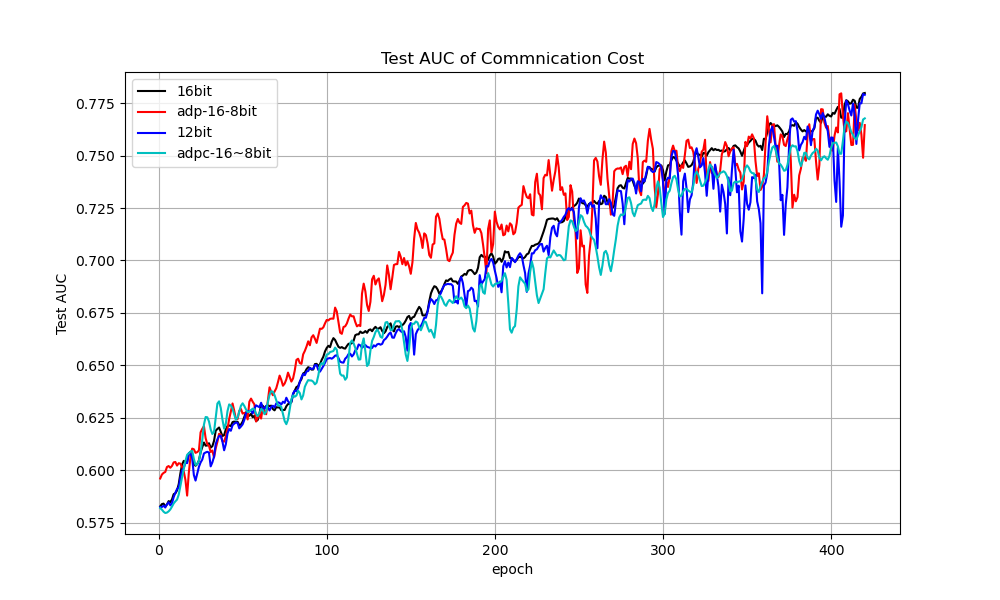 Test AUC of Commnication Cost
16bit
adp-16-8bit
12bit
adpc-16~8bit
0.775
0.750
0.725
0.700
0.675
0.650
0.625
0.600
0.575
Test AUC
0
100
200
300
400
epoch